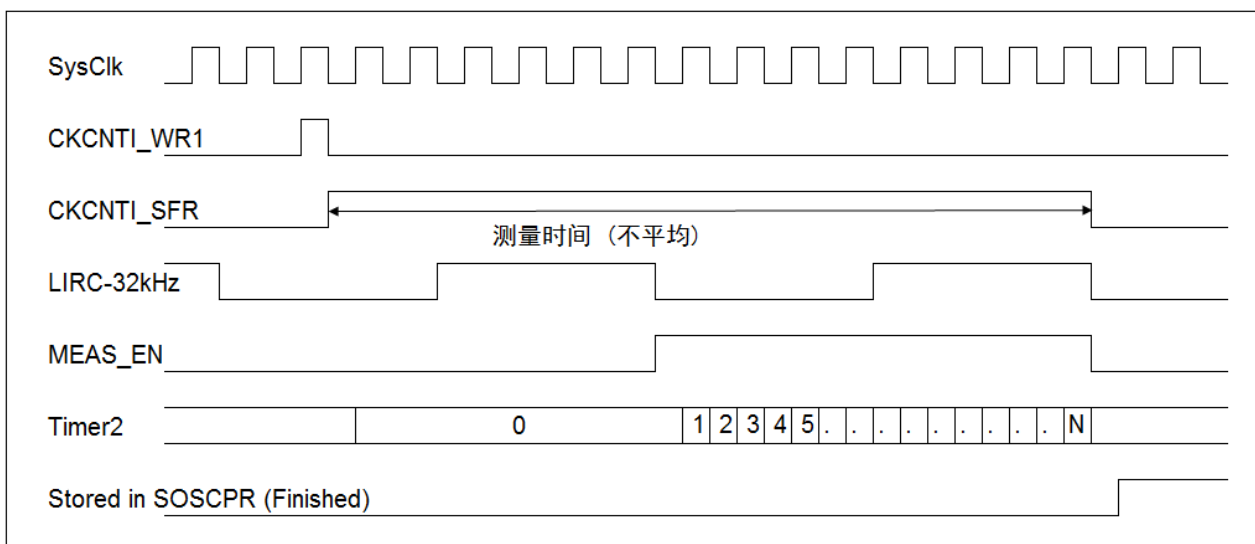 SysClk
CKCNTI_WR1
CKCNTI_SFR
测量时间 (不平均)
LIRC-32kHz
MEAS_EN
Timer2 0 1 2 3 4 5 . . . . . . . . . N
Stored in SOSCPR (Finished)